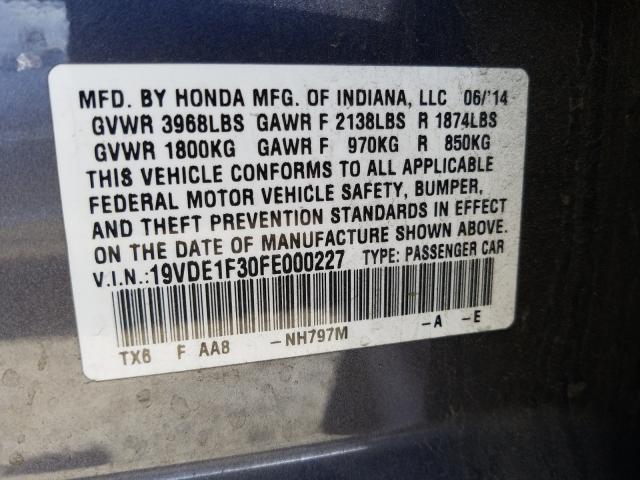 MFD. BY HONDA MFG. OF INDIANA, LLC 06/'14
GVWR 3968LBS GAWR F 2138LBS R 1874LBS
GVWR 1800KG GAWR F 970KG R 850KG
THIS VEHICLE CONFORMS TO ALL APPLICABLE
FEDERAL MOTOR VEHICLE SAFETY, BUMPER,
AND THEFT PREVENTION STANDARDS IN EFFECT
ON THE DATE OF MANUFACTURE SHOWN ABOVE.
V.I.N.:19VDE1F30FE000227 TYPE: PASSENGER CAR
TX6 F AA8 -NH797M -A -E